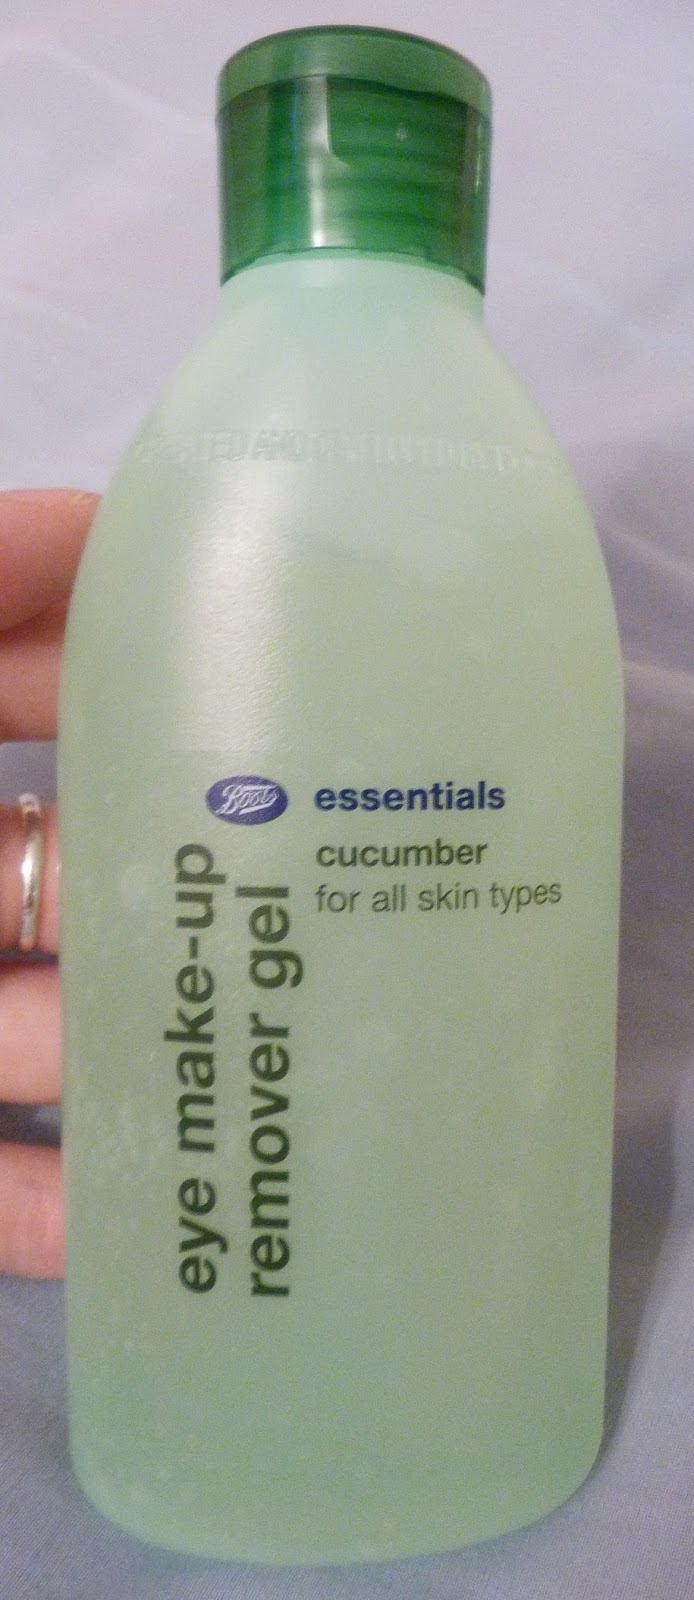 Boots
essentials
cucumber
for all skin types
eye make-up
remover gel